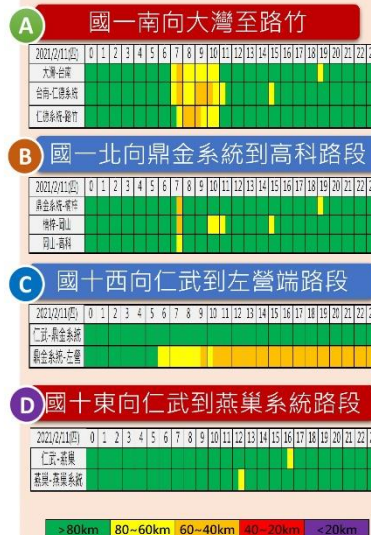 A 國一南向大灣至路竹
2021/2/11(四) 0 1 2 3 4 5 6 7 8 9 10 11 12 13 14 15 16 17 18 19 20 21 22
大灣-台南
台南-仁德系統
仁德系統-路竹
B 國一北向鼎金系統到高科路段
2021/2/11(四) 0 1 2 3 4 5 6 7 8 9 10 11 12 13 14 15 16 17 18 19 20 21 22
鼎金系統-楠梓
楠梓-岡山
岡山-高科
C 國十西向仁武到左營端路段
2021/2/11(四) 0 1 2 3 4 5 6 7 8 9 10 11 12 13 14 15 16 17 18 19 20 21 22
仁武-鼎金系統
鼎金系統-左營
D 國十東向仁武到燕巢系統路段
2021/2/11(四) 0 1 2 3 4 5 6 7 8 9 10 11 12 13 14 15 16 17 18 19 20 21 22
仁武-燕巢
燕巢-燕巢系統
>80km 80~60km 60~40km 40~20km <20km